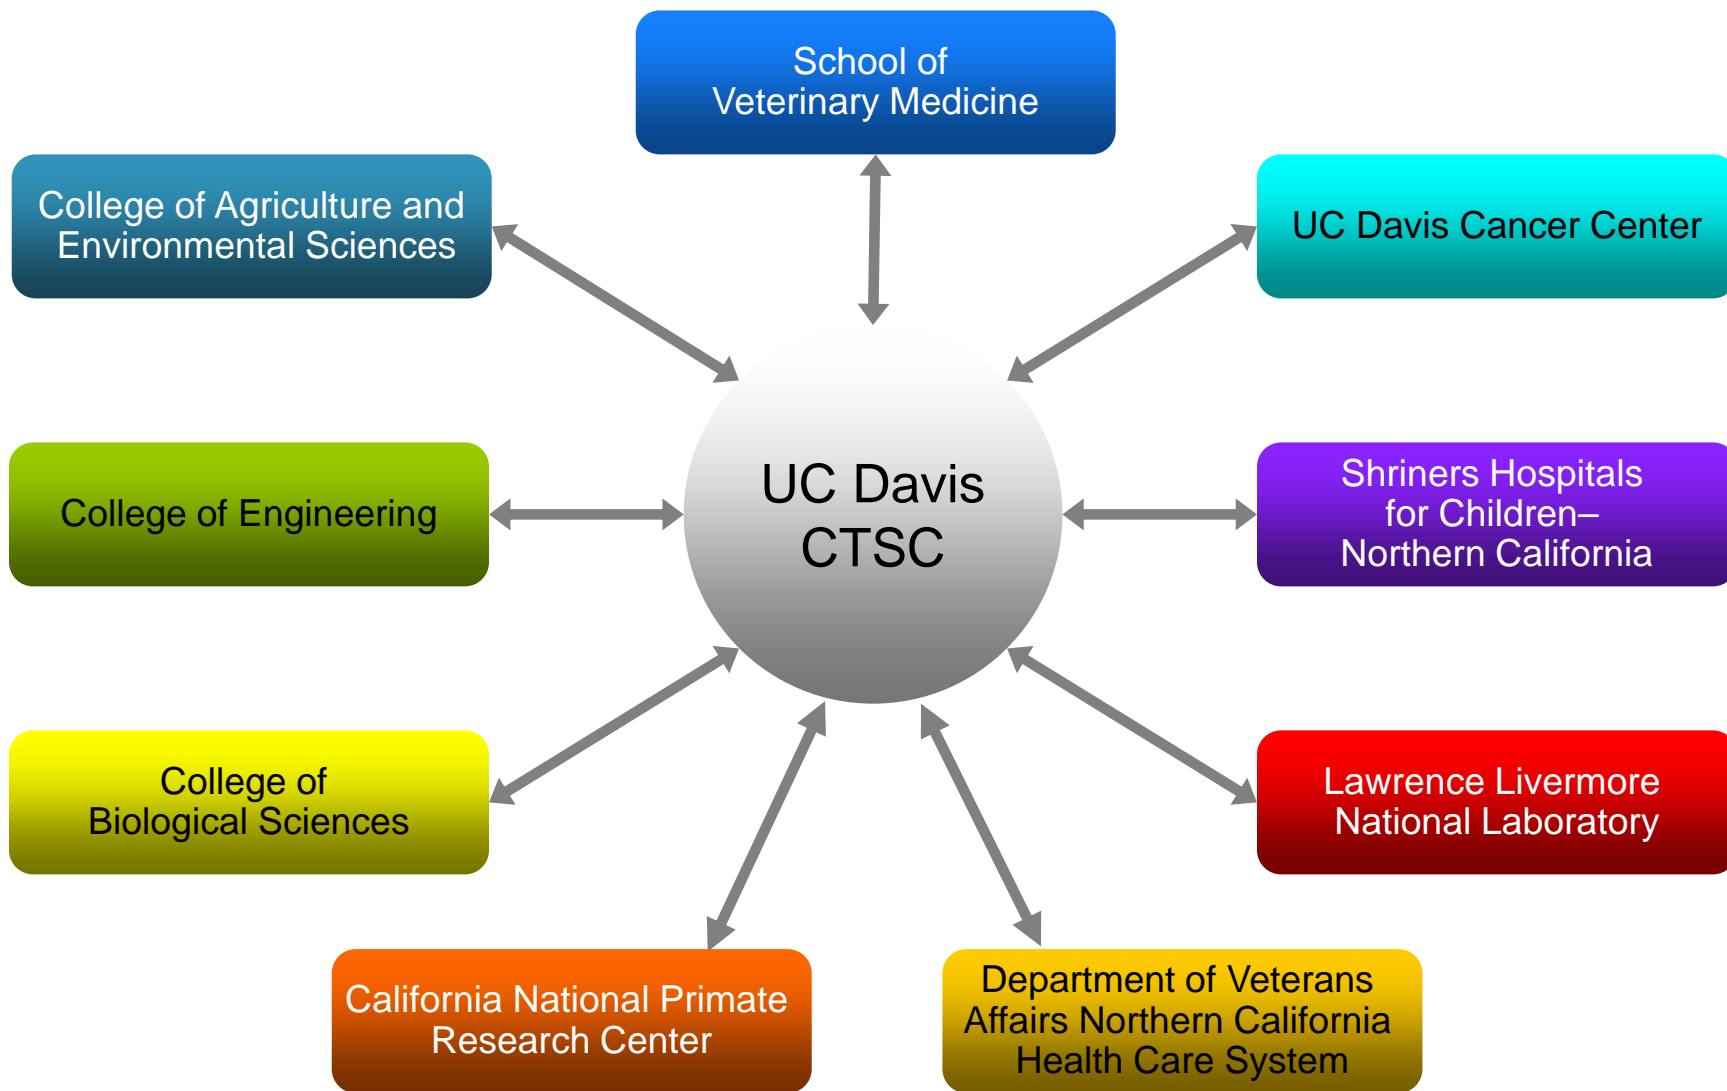 School of
Veterinary Medicine
College of Agriculture and
Environmental Sciences
UC Davis Cancer Center
College of Engineering
UC Davis
CTSC
Shriners Hospitals
for Children–
Northern California
College of
Biological Sciences
Lawrence Livermore
National Laboratory
California National Primate
Research Center
Department of Veterans
Affairs Northern California
Health Care System